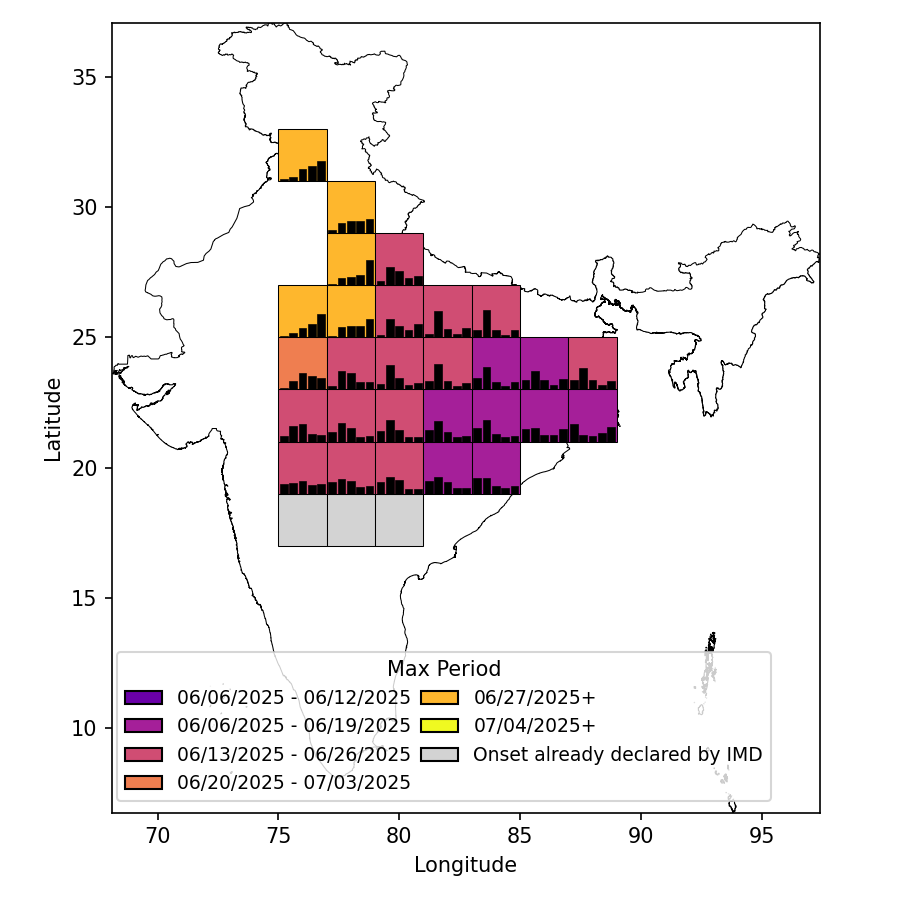 35
30
25
20
15
10
Latitude
Max Period
06/06/2025 - 06/12/2025
06/06/2025 - 06/19/2025
06/13/2025 - 06/26/2025
06/20/2025 - 07/03/2025
06/27/2025+
07/04/2025+
Onset already declared by IMD
70 75 80 85 90 95
Longitude